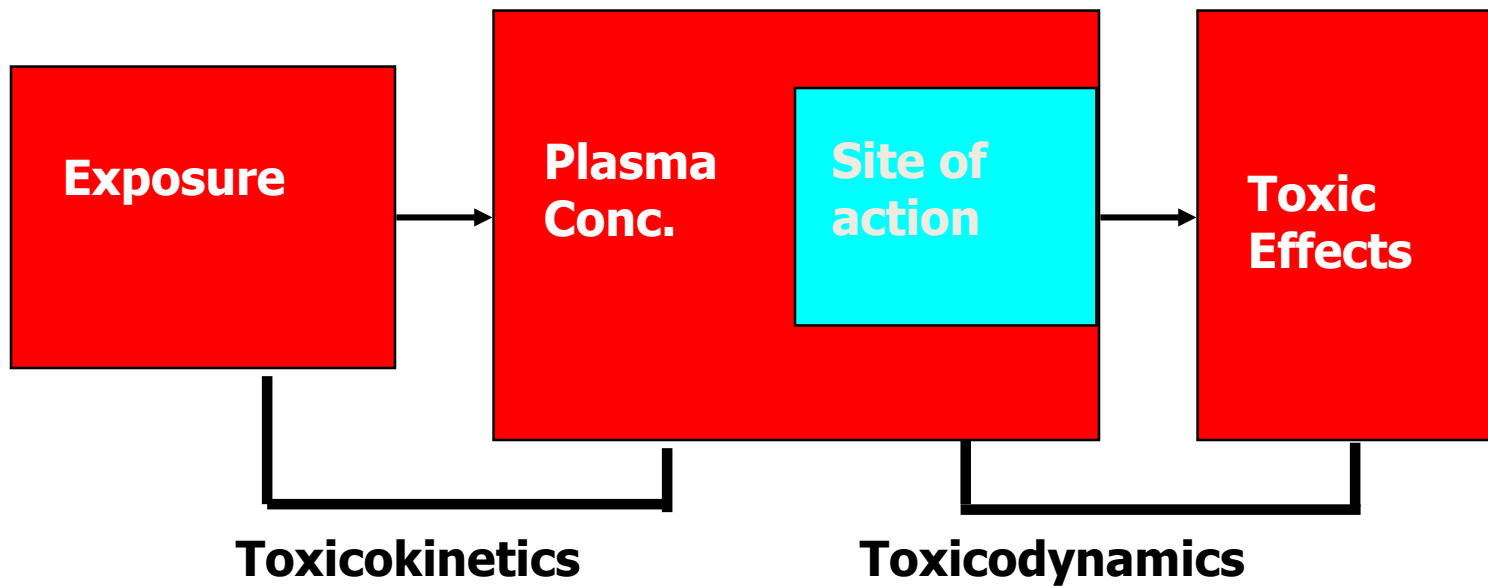 Exposure
Plasma
Conc.
Site of
action
Toxic
Effects
Toxicokinetics
Toxicodynamics